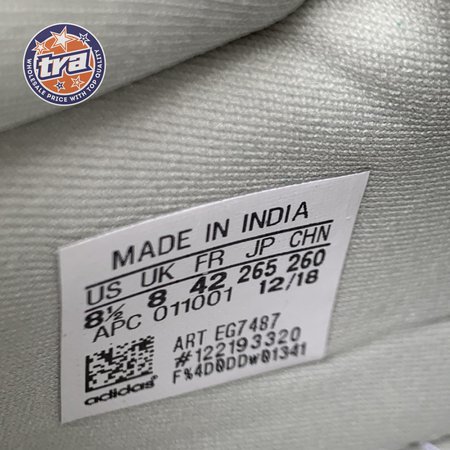 tra
WHOLESALE PRICE WITH TOP QUALITY
MADE IN INDIA
US UK FR JP CHN
8½ 8 42 265 260
APC 011001 12/18
ART EG7487
#122193320
F%4D0DDw01341
adidas